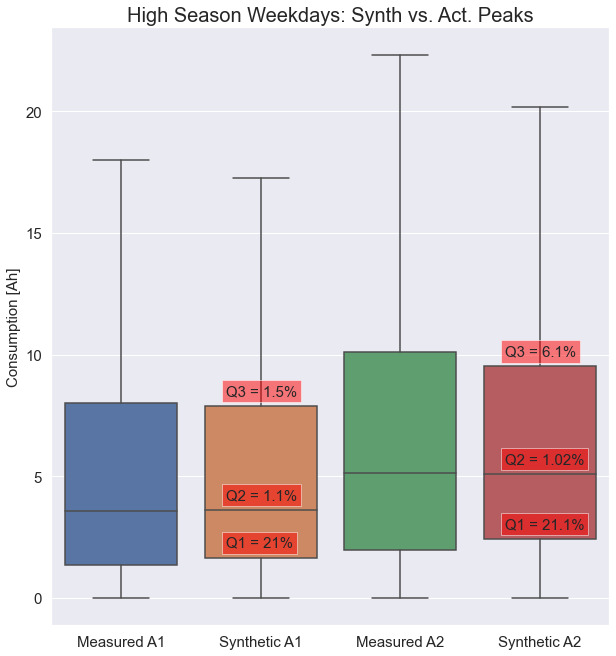 High Season Weekdays: Synth vs. Act. Peaks
Consumption [Ah]
20
15
10
5
0
Q3 = 1.5%
Q2 = 1.1%
Q1 = 21%
Q3 = 6.1%
Q2 = 1.02%
Q1 = 21.1%
Measured A1
Synthetic A1
Measured A2
Synthetic A2